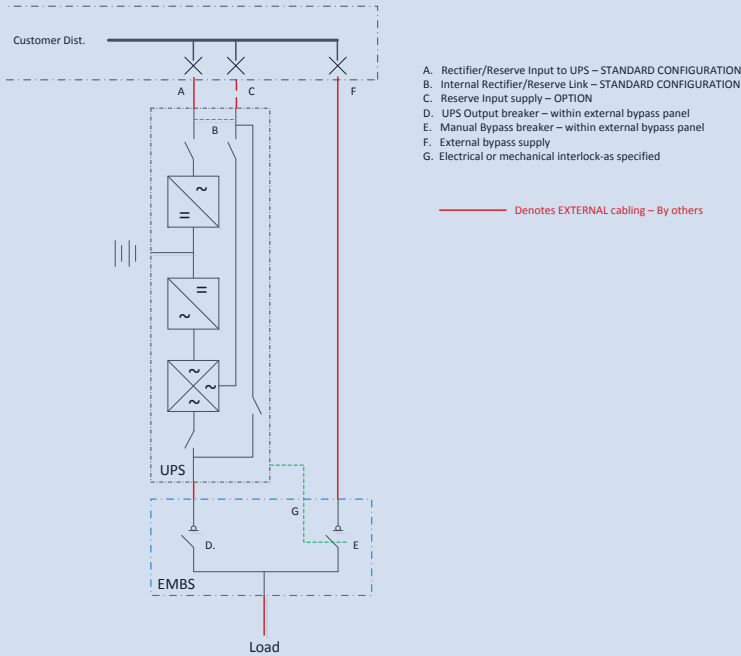 Customer Dist.
A
C
F
B
A. Rectifier/Reserve Input to UPS – STANDARD CONFIGURATION
B. Internal Rectifier/Reserve Link – STANDARD CONFIGURATION
C. Reserve Input supply – OPTION
D. UPS Output breaker – within external bypass panel
E. Manual Bypass breaker – within external bypass panel
F. External bypass supply
G. Electrical or mechanical interlock-as specified
Denotes EXTERNAL cabling – By others
~
=
=
~
~
~
~
UPS
G
D.
E
EMBS
Load